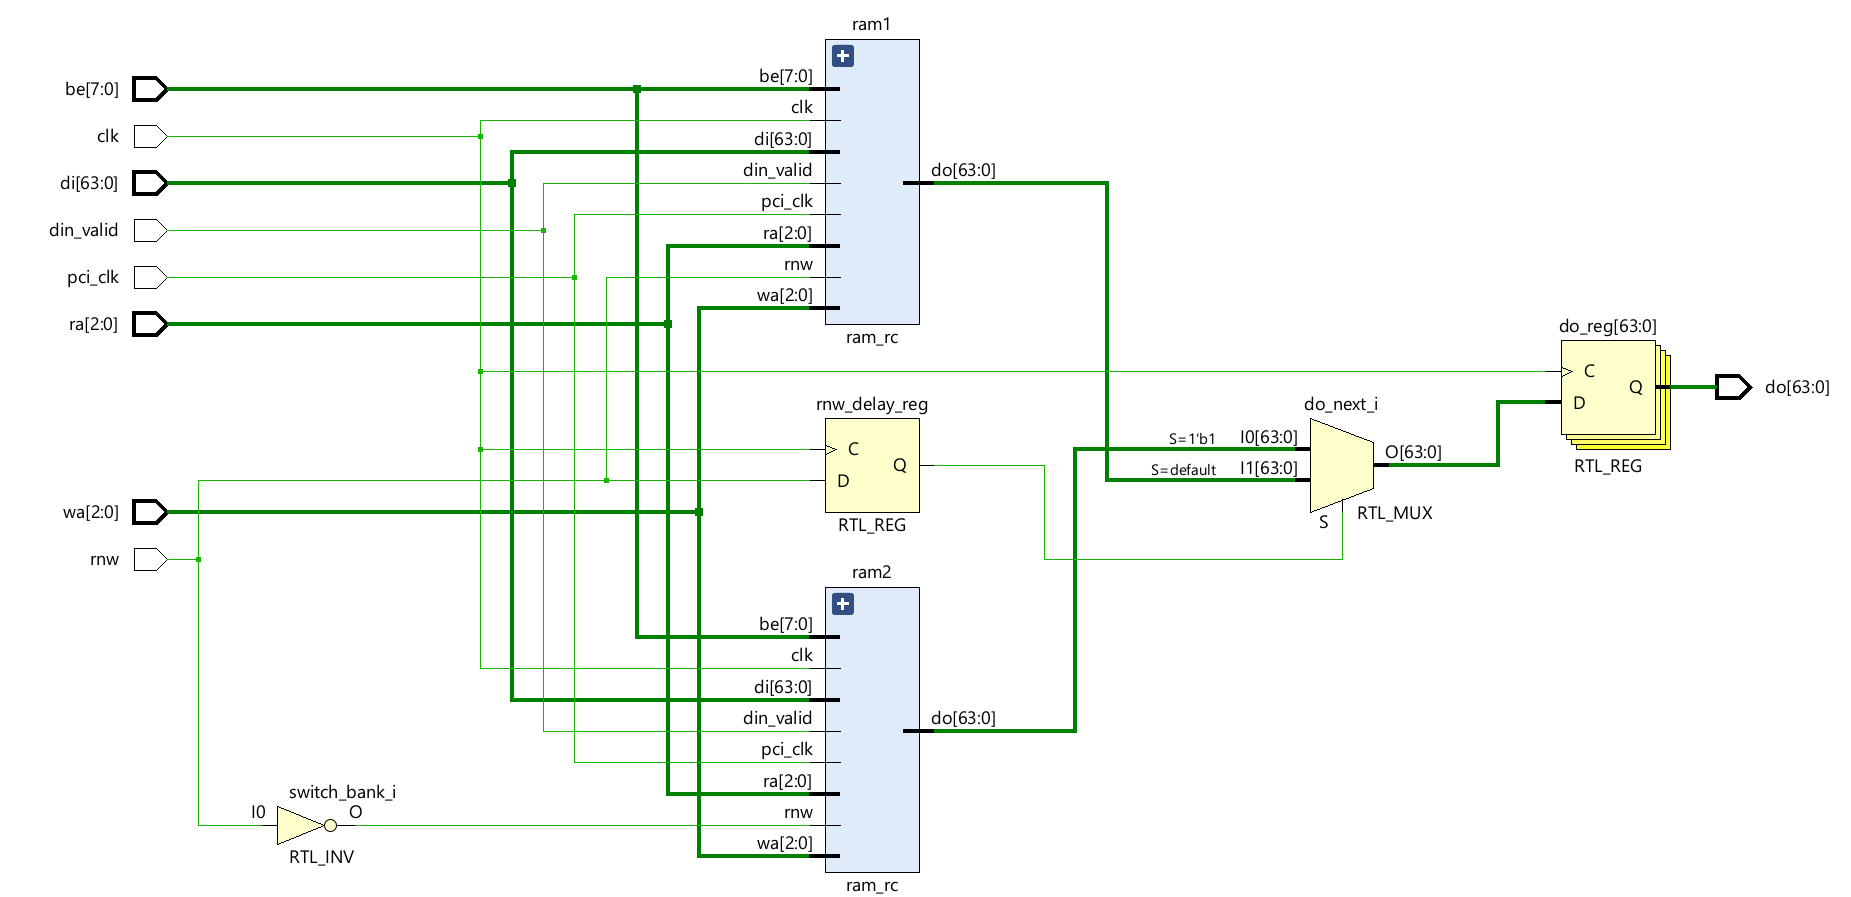 ram1
be[7:0]
clk
di[63:0]
din_valid
pci_clk
ra[2:0]
wa[2:0]
rnw
be[7:0]
clk
di[63:0]
din_valid
pci_clk
ra[2:0]
rnw
wa[2:0]
do[63:0]
ram_rc
rnw_delay_reg
C
D
Q
RTL_REG
ram2
be[7:0]
clk
di[63:0]
din_valid
pci_clk
ra[2:0]
rnw
wa[2:0]
do[63:0]
ram_rc
switch_bank_i
I0
O
RTL_INV
do_next_i
S=1'b1
I0[63:0]
S=default
I1[63:0]
O[63:0]
S
RTL_MUX
do_reg[63:0]
C
D
Q
RTL_REG
do[63:0]